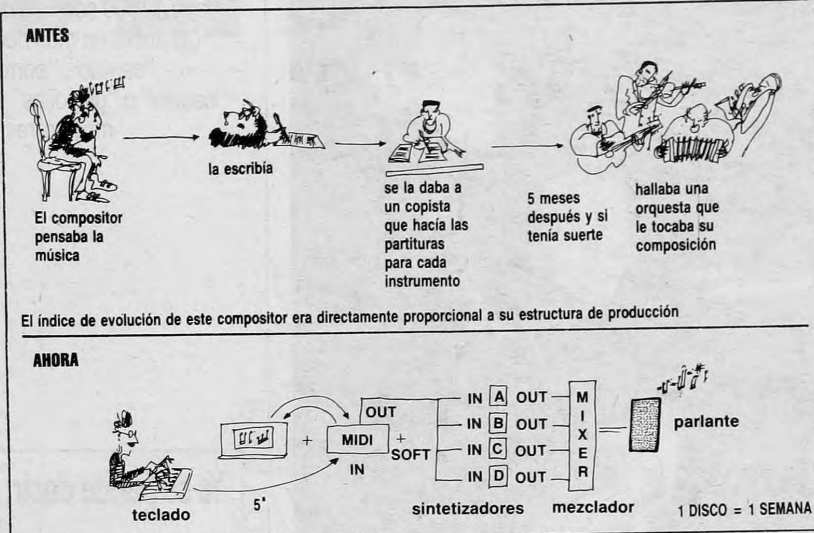 ANTES
El compositor
pensaba la
música
la escribía
se la daba a
un copista
que hacía las
partituras
para cada
instrumento
5 meses
después y si
tenía suerte
hallaba una
orquesta que
le tocaba su
composición
El índice de evolución de este compositor era directamente proporcional a su estructura de producción
AHORA
teclado
5"
+
MIDI
IN
OUT
+
SOFT
IN A OUT
IN B OUT
IN C OUT
IN D OUT
sintetizadores
MIXER
mezclador
parlante
1 DISCO = 1 SEMANA